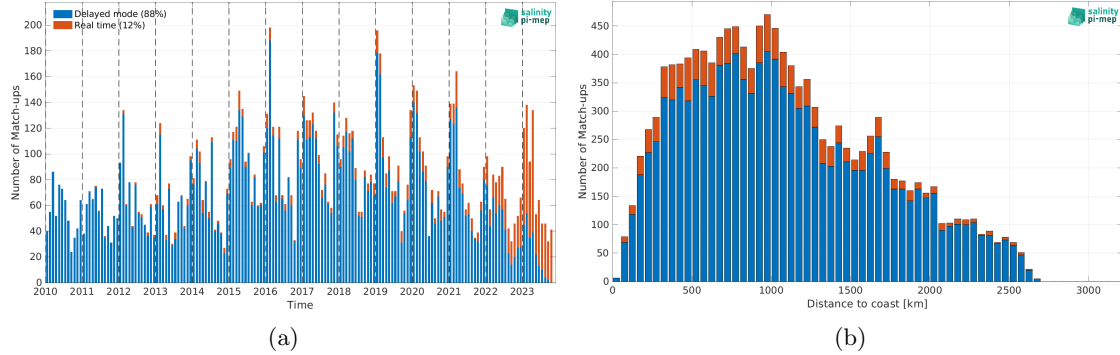 Delayed mode (88%)
Real time (12%)
salinity
pi-mep
200
180
160
140
120
100
80
60
40
20
0
Number of Match-ups
2010 2011 2012 2013 2014 2015 2016 2017 2018 2019 2020 2021 2022 2023
Time
(a)
salinity
pi-mep
450
400
350
300
250
200
150
100
50
0
Number of Match-ups
0 500 1000 1500 2000 2500 3000
Distance to coast [km]
(b)